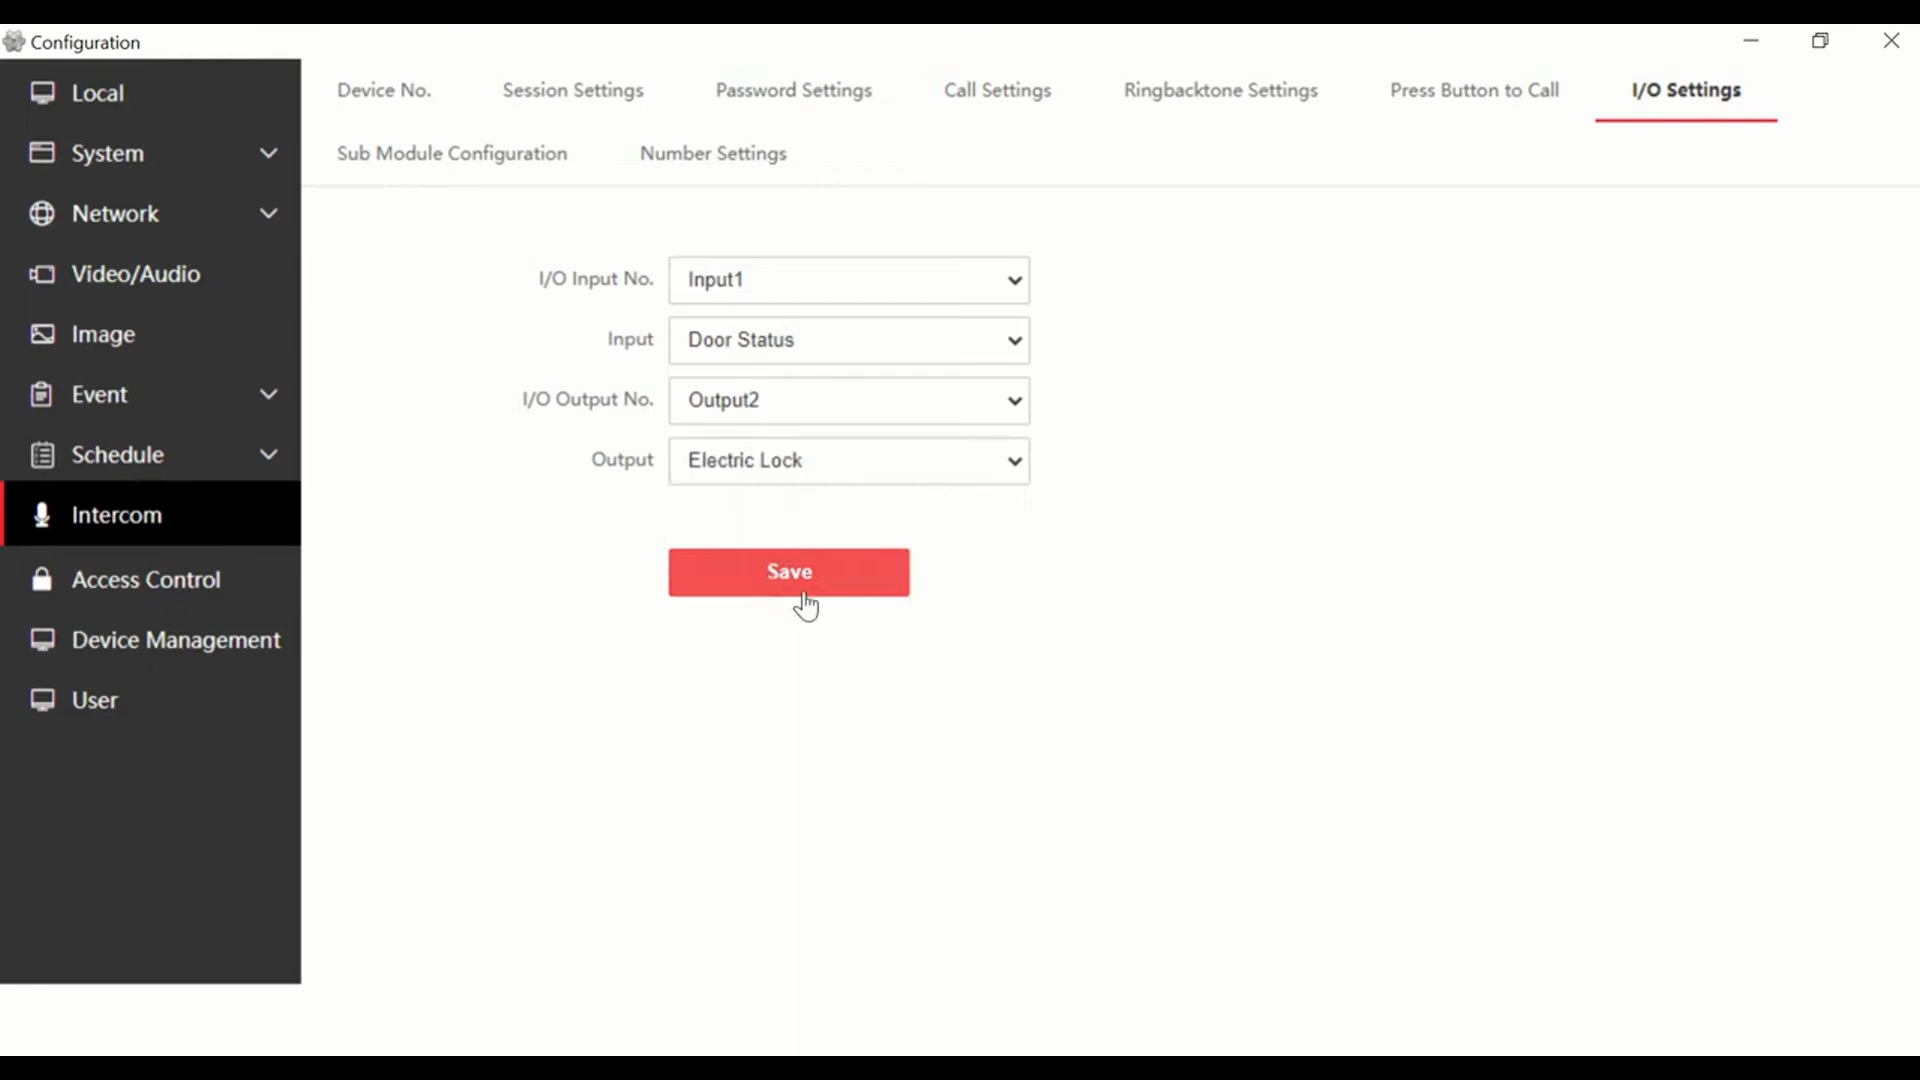 Configuration
Local
System
Network
Video/Audio
Image
Event
Schedule
Intercom
Access Control
Device Management
User
Device No. Session Settings Password Settings Call Settings Ringbacktone Settings Press Button to Call I/O Settings
Sub Module Configuration Number Settings
I/O Input No. Input1
Input Door Status
I/O Output No. Output2
Output Electric Lock
Save